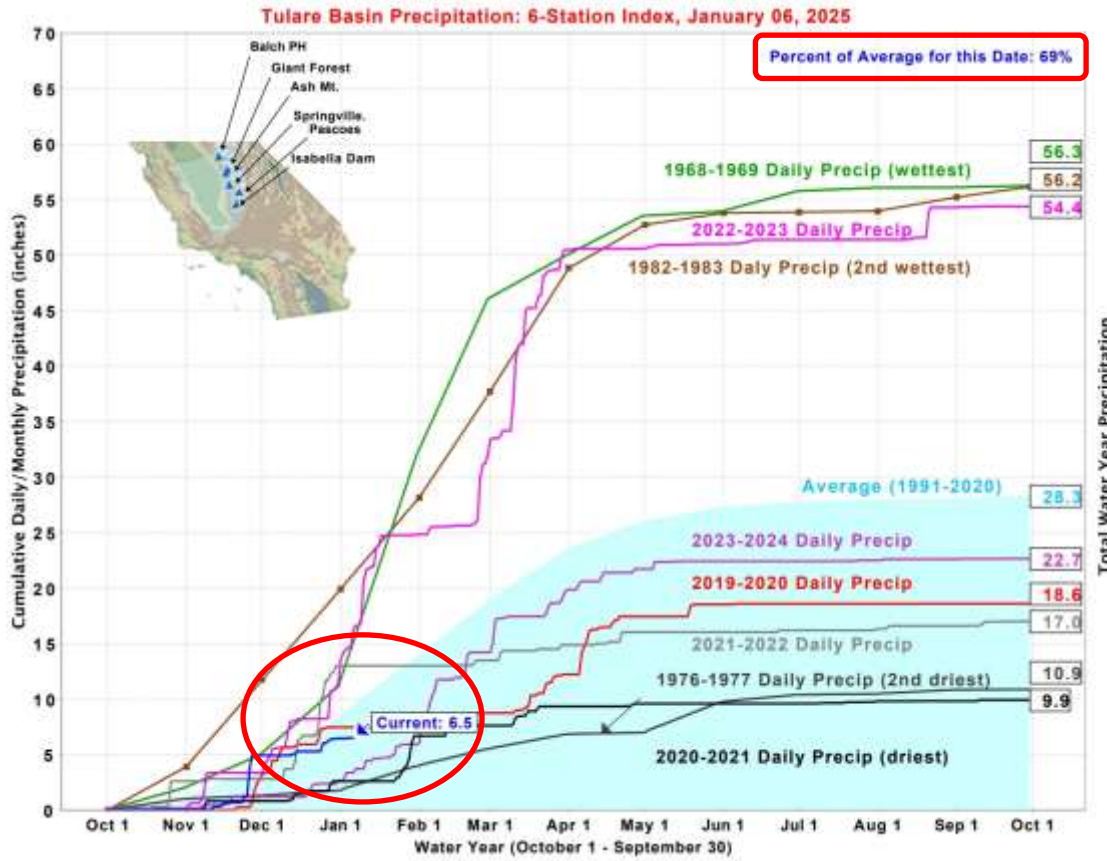 Tulare Basin Precipitation: 6-Station Index, January 06, 2025
Percent of Average for this Date: 69%
Balch PH
Giant Forest
Ash Mt.
Springville.
Pascoes
Isabella Dam
Cumulative Daily/Monthly Precipitation (inches)
70
65
60
55
50
45
40
35
30
25
20
15
10
5
0
1968-1969 Daily Precip (wettest)
2022-2023 Daily Precip
1982-1983 Daly Precip (2nd wettest)
Average (1991-2020)
2023-2024 Daily Precip
2019-2020 Daily Precip
2021-2022 Daily Precip
1976-1977 Daily Precip (2nd driest)
Current: 6.5
2020-2021 Daily Precip (driest)
56.3
56.2
54.4
28.3
22.7
18.6
17.0
10.9
9.9
Total Water Year Precipitation
Oct 1 Nov 1 Dec 1 Jan 1 Feb 1 Mar 1 Apr 1 May 1 Jun 1 Jul 1 Aug 1 Sep 1 Oct 1
Water Year (October 1 - September 30)